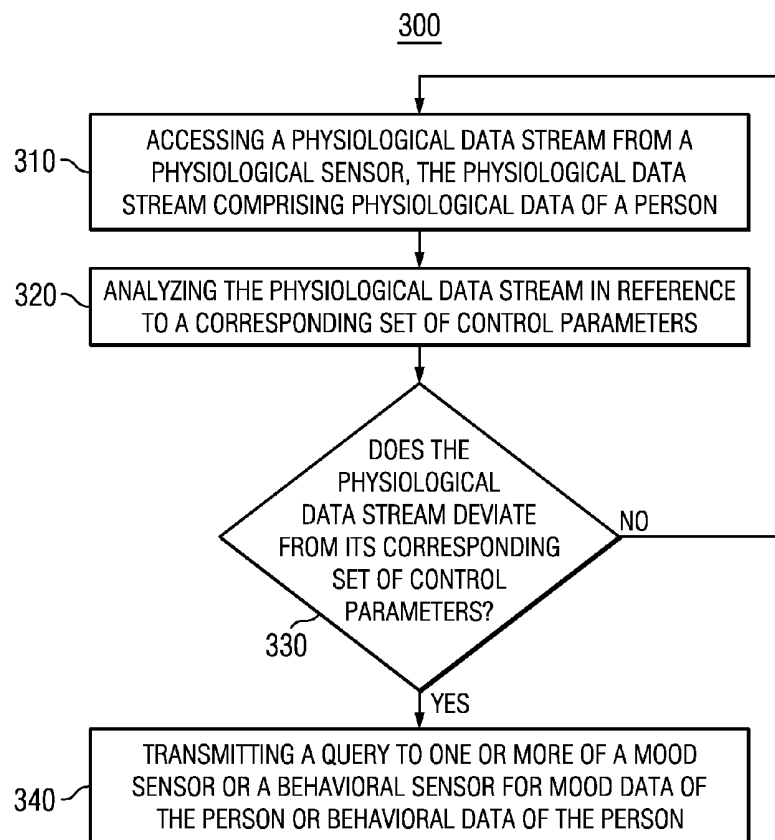 300
310
ACCESSING A PHYSIOLOGICAL DATA STREAM FROM A
PHYSIOLOGICAL SENSOR, THE PHYSIOLOGICAL DATA
STREAM COMPRISING PHYSIOLOGICAL DATA OF A PERSON
320
ANALYZING THE PHYSIOLOGICAL DATA STREAM IN REFERENCE
TO A CORRESPONDING SET OF CONTROL PARAMETERS
DOES THE
PHYSIOLOGICAL
DATA STREAM DEVIATE
FROM ITS CORRESPONDING
SET OF CONTROL
PARAMETERS?
NO
330
YES
340
TRANSMITTING A QUERY TO ONE OR MORE OF A MOOD
SENSOR OR A BEHAVIORAL SENSOR FOR MOOD DATA OF
THE PERSON OR BEHAVIORAL DATA OF THE PERSON